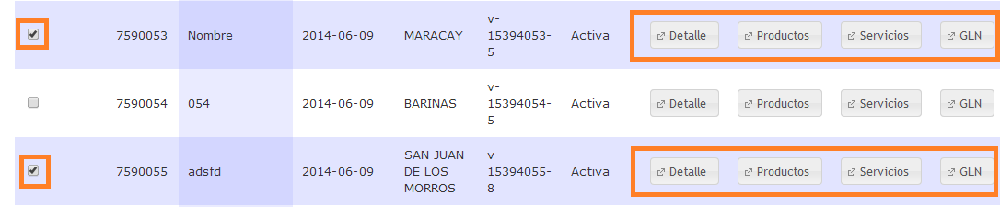 7590053 Nombre 2014-06-09 MARACAY v-15394053-5 Activa Detalle Productos Servicios GLN
7590054 054 2014-06-09 BARINAS v-15394054-5 Activa Detalle Productos Servicios GLN
7590055 adsfd 2014-06-09 SAN JUAN DE LOS MORROS v-15394055-8 Activa Detalle Productos Servicios GLN